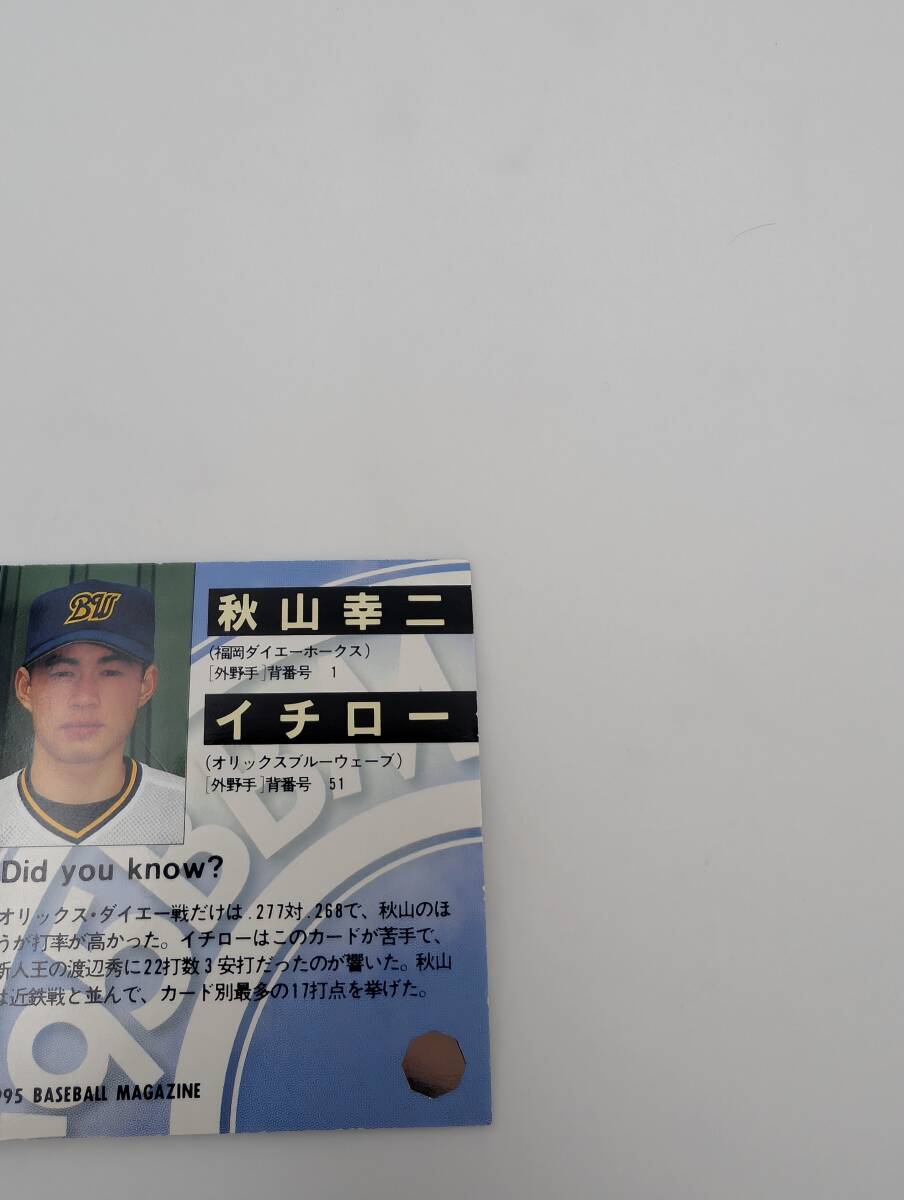 BW
秋山幸二
(福岡ダイエーホークス)
[外野手]背番号 1
イチロー
(オリックスブルーウェーブ)
[外野手]背番号 51
Did you know?
オリックス・ダイエー戦だけは.277対.268で、秋山のほ
うが打率が高かった。イチローはこのカードが苦手で、
新人王の渡辺秀に22打数3安打だったのが響いた。秋山
は近鉄戦と並んで、カード別最多の17打点を挙げた。
995 BASEBALL MAGAZINE